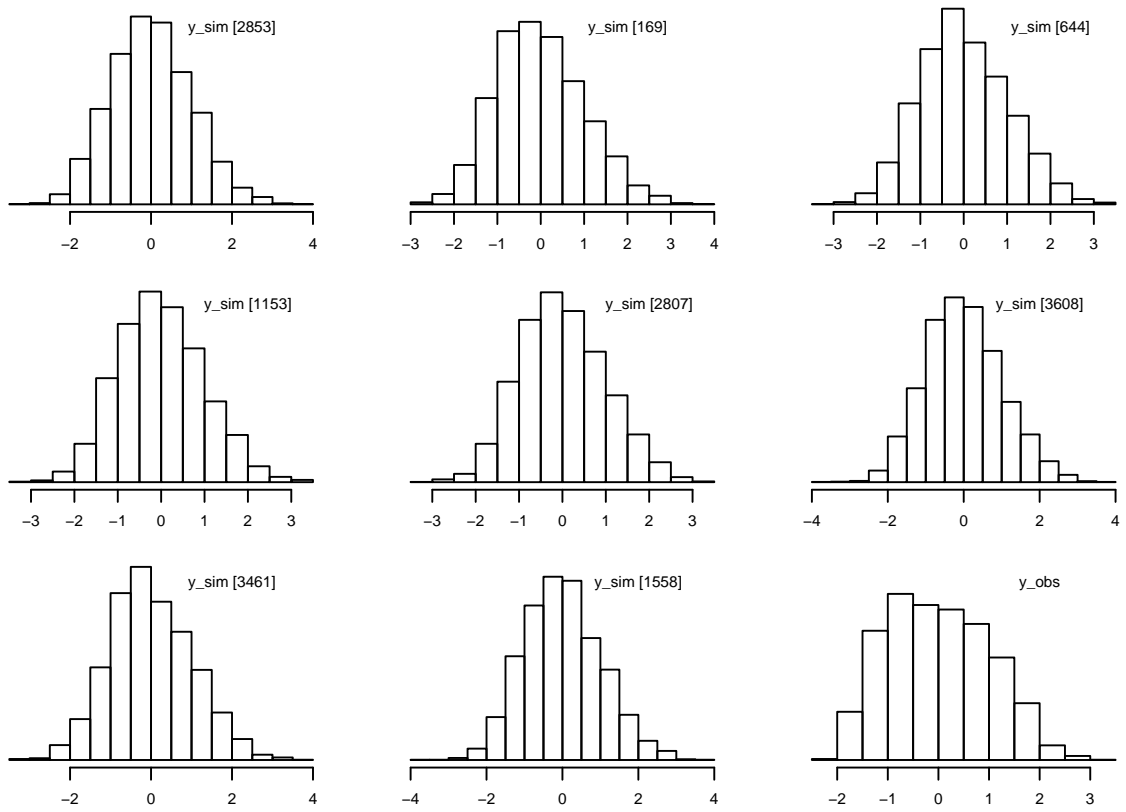 y_sim [2853]
y_sim [169]
y_sim [644]
−2 0 2 4
−3 −2 −1 0 1 2 3 4
−3 −2 −1 0 1 2 3
y_sim [1153]
y_sim [2807]
y_sim [3608]
−3 −2 −1 0 1 2 3
−3 −2 −1 0 1 2 3
−4 −2 0 2 4
y_sim [3461]
y_sim [1558]
y_obs
−2 0 2 4
−4 −2 0 2 4
−2 −1 0 1 2 3